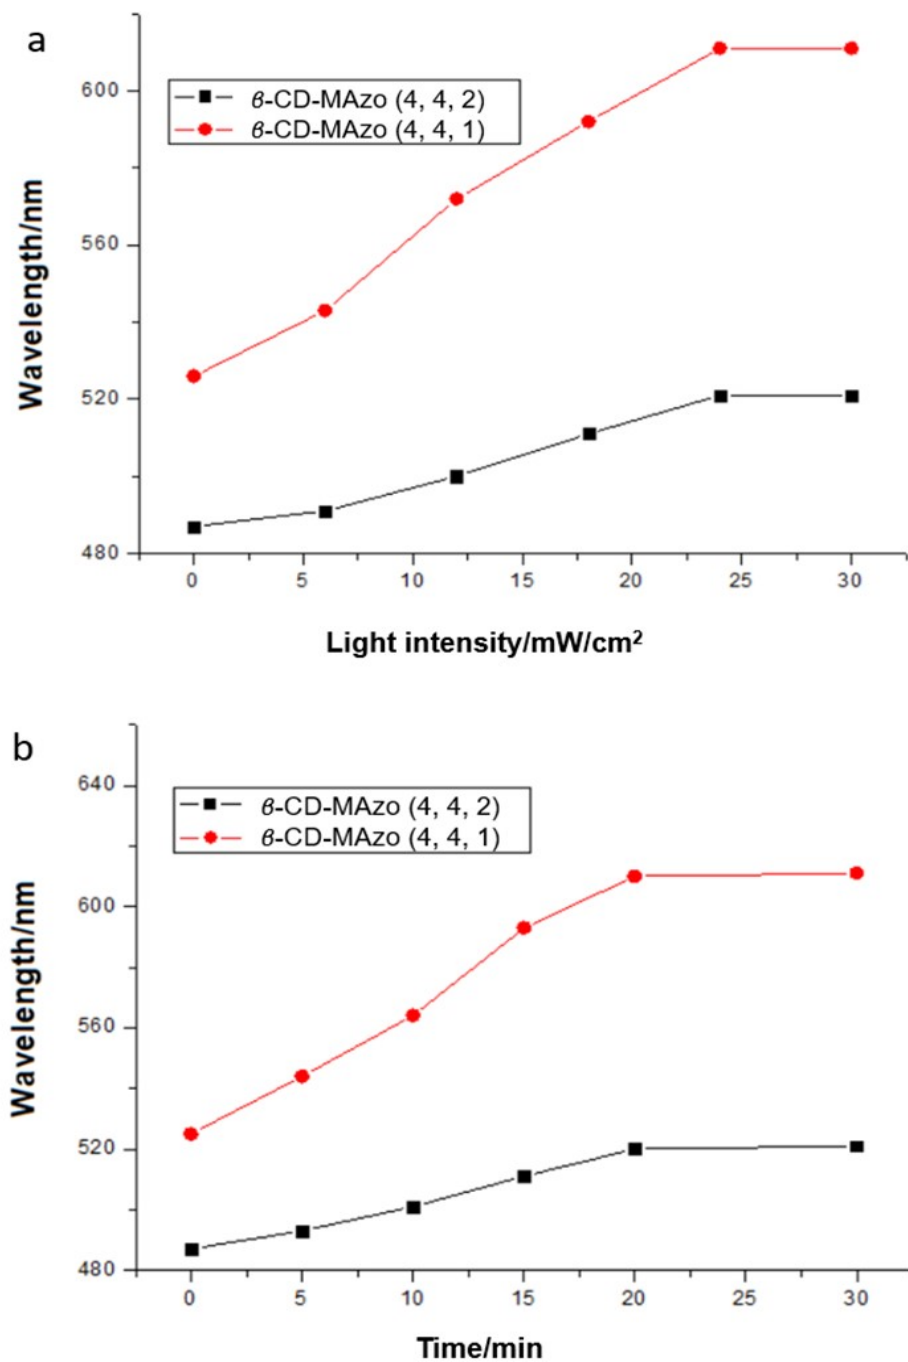 a
β-CD-MAzo (4, 4, 2)
β-CD-MAzo (4, 4, 1)
600
560
520
480
Wavelength/nm
0 5 10 15 20 25 30
Light intensity/mW/cm²
b
β-CD-MAzo (4, 4, 2)
β-CD-MAzo (4, 4, 1)
640
600
560
520
480
Wavelength/nm
0 5 10 15 20 25 30
Time/min